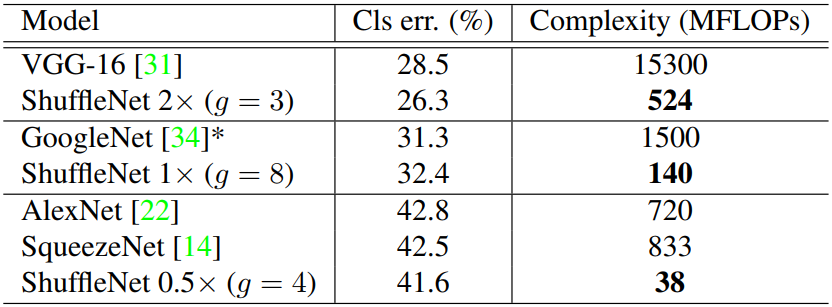 Model Cls err. (%) Complexity (MFLOPs)
VGG-16 [31] 28.5 15300
ShuffleNet 2× (g = 3) 26.3 524
GoogleNet [34]* 31.3 1500
ShuffleNet 1× (g = 8) 32.4 140
AlexNet [22] 42.8 720
SqueezeNet [14] 42.5 833
ShuffleNet 0.5× (g = 4) 41.6 38